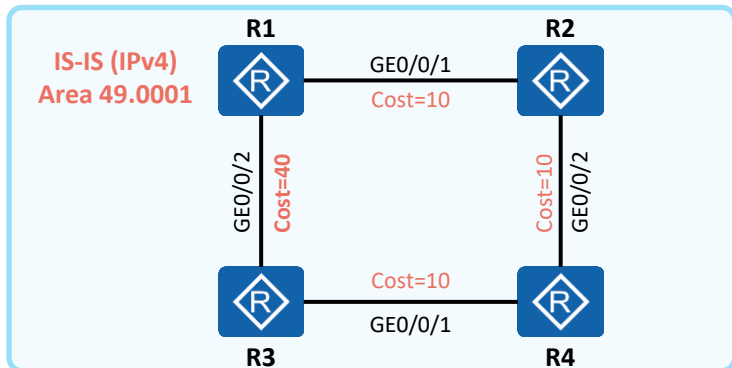 R1
R2
IS-IS (IPv4)
Area 49.0001
R
GE0/0/1
Cost=10
R
GE0/0/2
Cost=40
Cost=10
GE0/0/2
R
Cost=10
GE0/0/1
R
R3
R4